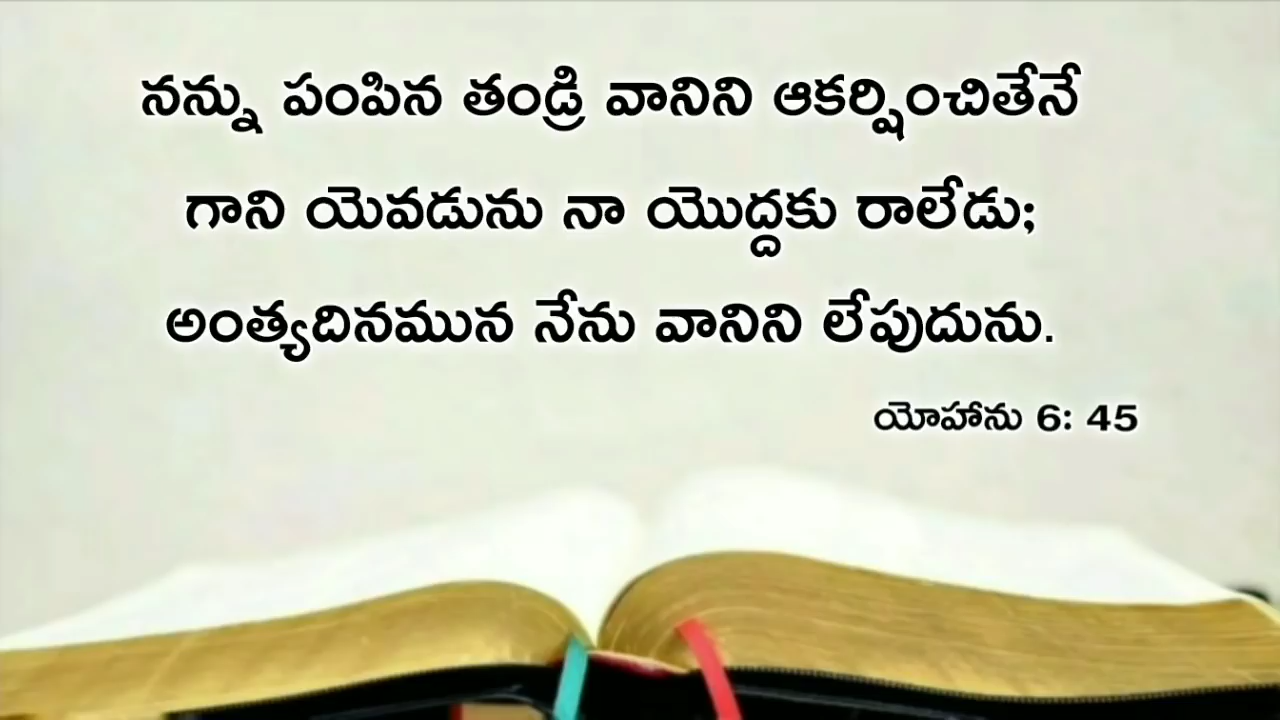 నన్ను పంపిన తండ్రి వానిని ఆకర్షించితేనే
గాని యెవడును నా యొద్దకు రాలేడు;
అంత్యదినమున నేను వానిని లేపుదును.
యోహాను 6: 45